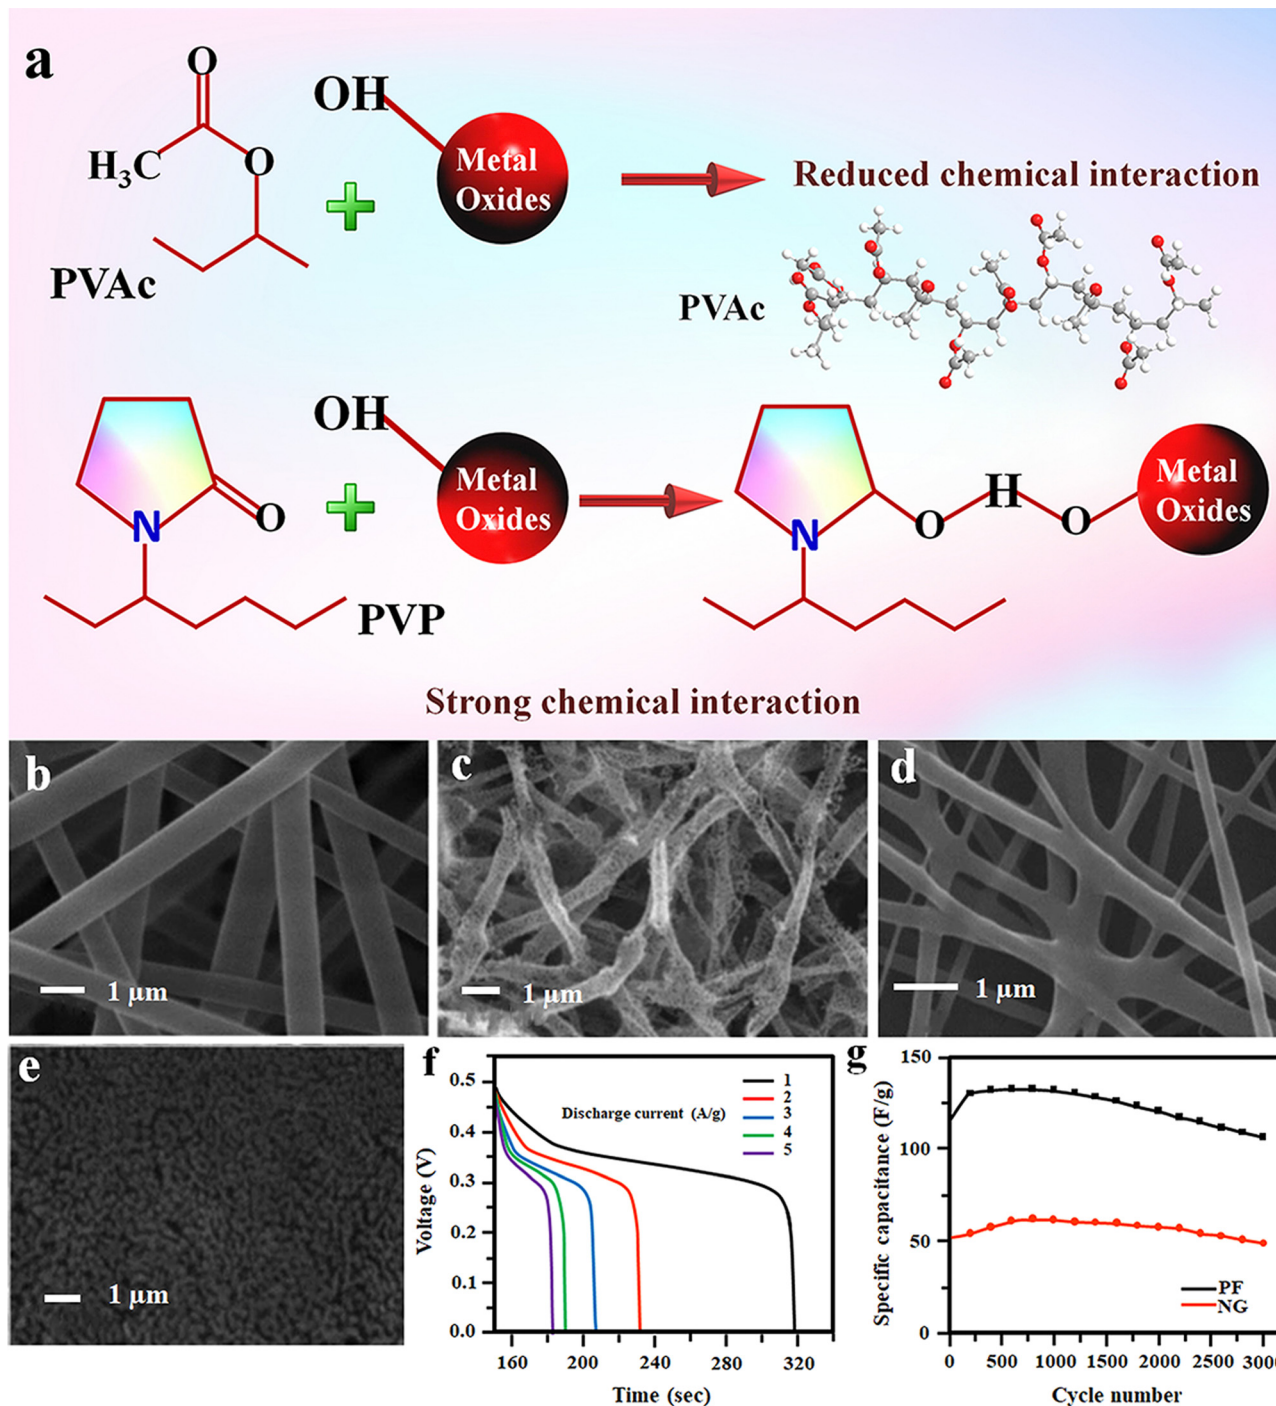 a
O
OH
H₃C
O
Metal
Oxides
Reduced chemical interaction
PVAc
PVAc
OH
Metal
Oxides
N
O
PVP
N
O
H
O
Metal
Oxides
Strong chemical interaction
b
1 μm
c
1 μm
d
1 μm
e
1 μm
f
Voltage (V)
0.5
0.4
0.3
0.2
0.1
0.0
Discharge current (A/g)
1
2
3
4
5
160
200
240
280
320
Time (sec)
g
Specific capacitance (F/g)
150
100
50
0
PF
NG
0
500
1000
1500
2000
2500
3000
Cycle number